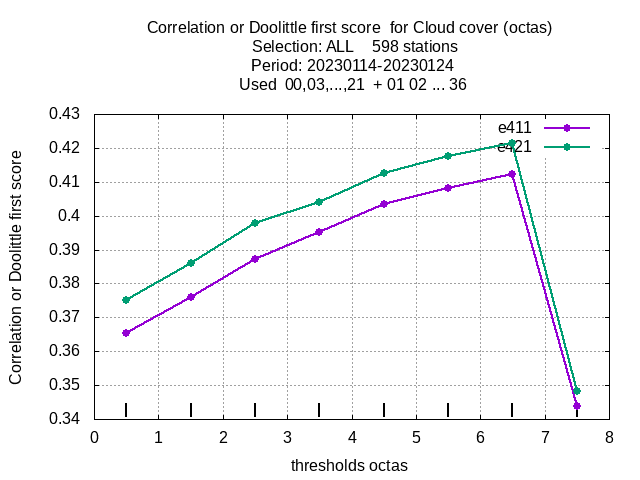 Correlation or Doolittle first score  for Cloud cover (octas)
Selection: ALL    598 stations
Period: 20230114-20230124
Used  00,03,...,21  + 01 02 ... 36
Correlation or Doolittle first score
0.43
0.42
0.41
0.4
0.39
0.38
0.37
0.36
0.35
0.34
e411
e421
0 1 2 3 4 5 6 7 8
thresholds octas